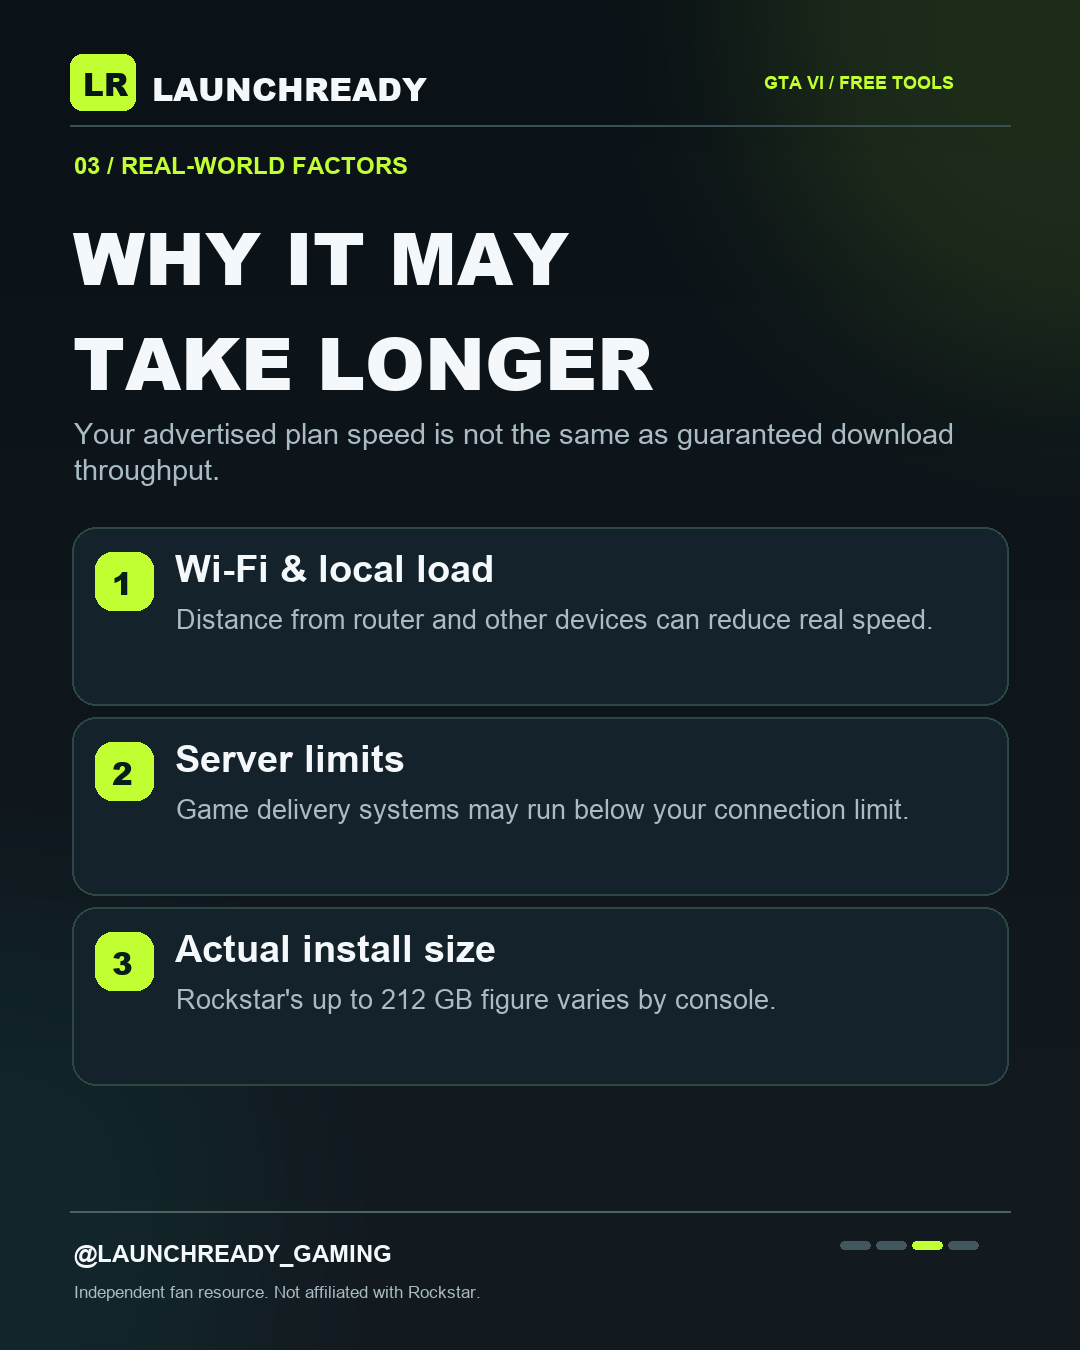 LR LAUNCHREADY
GTA VI / FREE TOOLS
03 / REAL-WORLD FACTORS
WHY IT MAY
TAKE LONGER
Your advertised plan speed is not the same as guaranteed download
throughput.
1 Wi-Fi & local load
Distance from router and other devices can reduce real speed.
2 Server limits
Game delivery systems may run below your connection limit.
3 Actual install size
Rockstar's up to 212 GB figure varies by console.
@LAUNCHREADY_GAMING
Independent fan resource. Not affiliated with Rockstar.